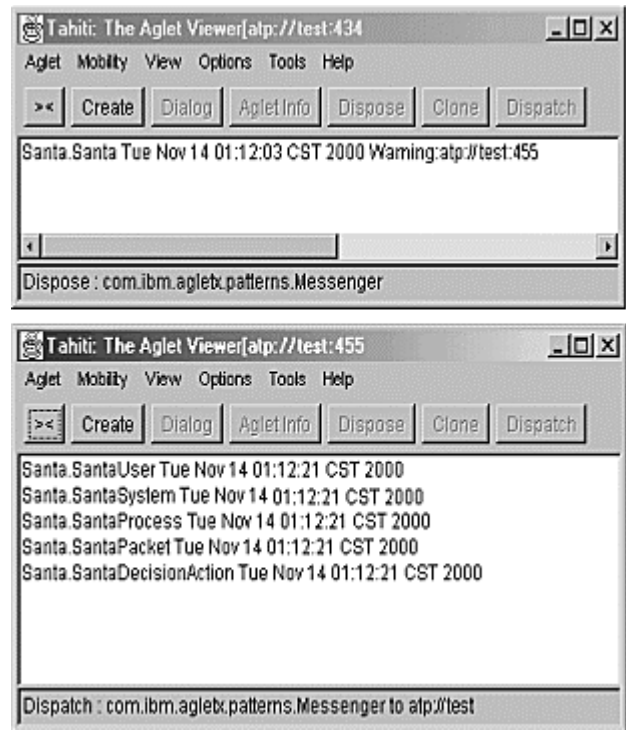 Tahiti: The Aglet Viewer[atp://test:434
Aglet Mobility View Options Tools Help
>< Create Dialog AgletInfo Dispose Clone Dispatch
Santa.Santa Tue Nov 14 01:12:03 CST 2000 Warning:atp://test:455
Dispose : com.ibm.agletx.patterns.Messenger
Tahiti: The Aglet Viewer[atp://test:455
Aglet Mobility View Options Tools Help
>< Create Dialog AgletInfo Dispose Clone Dispatch
Santa.SantaUser Tue Nov 14 01:12:21 CST 2000
Santa.SantaSystem Tue Nov 14 01:12:21 CST 2000
Santa.SantaProcess Tue Nov 14 01:12:21 CST 2000
Santa.SantaPacket Tue Nov 14 01:12:21 CST 2000
Santa.SantaDecisionAction Tue Nov 14 01:12:21 CST 2000
Dispatch : com.ibm.agletx.patterns.Messenger to atp://test